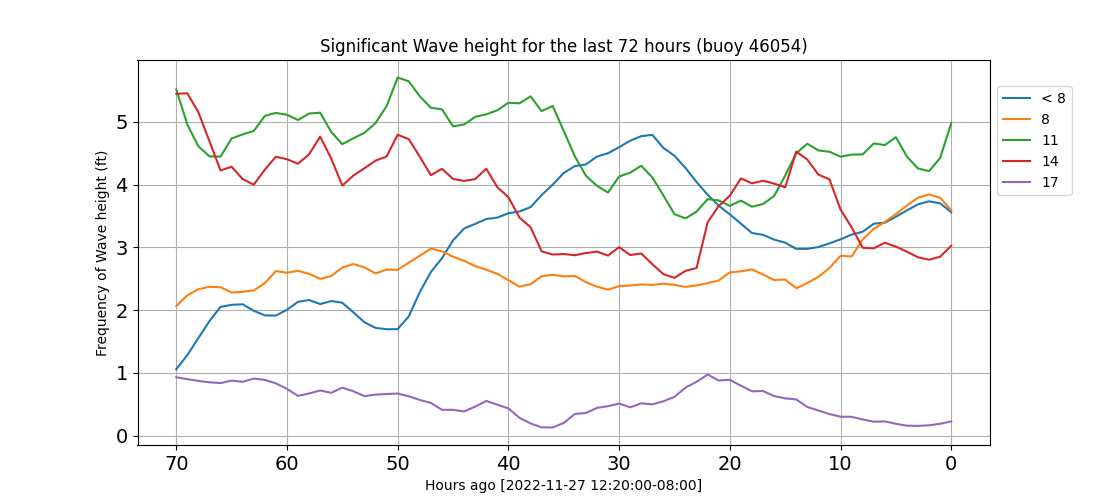 Significant Wave height for the last 72 hours (buoy 46054)
Frequency of Wave height (ft)
5
4
3
2
1
0
70 60 50 40 30 20 10 0
Hours ago [2022-11-27 12:20:00-08:00]
< 8
8
11
14
17